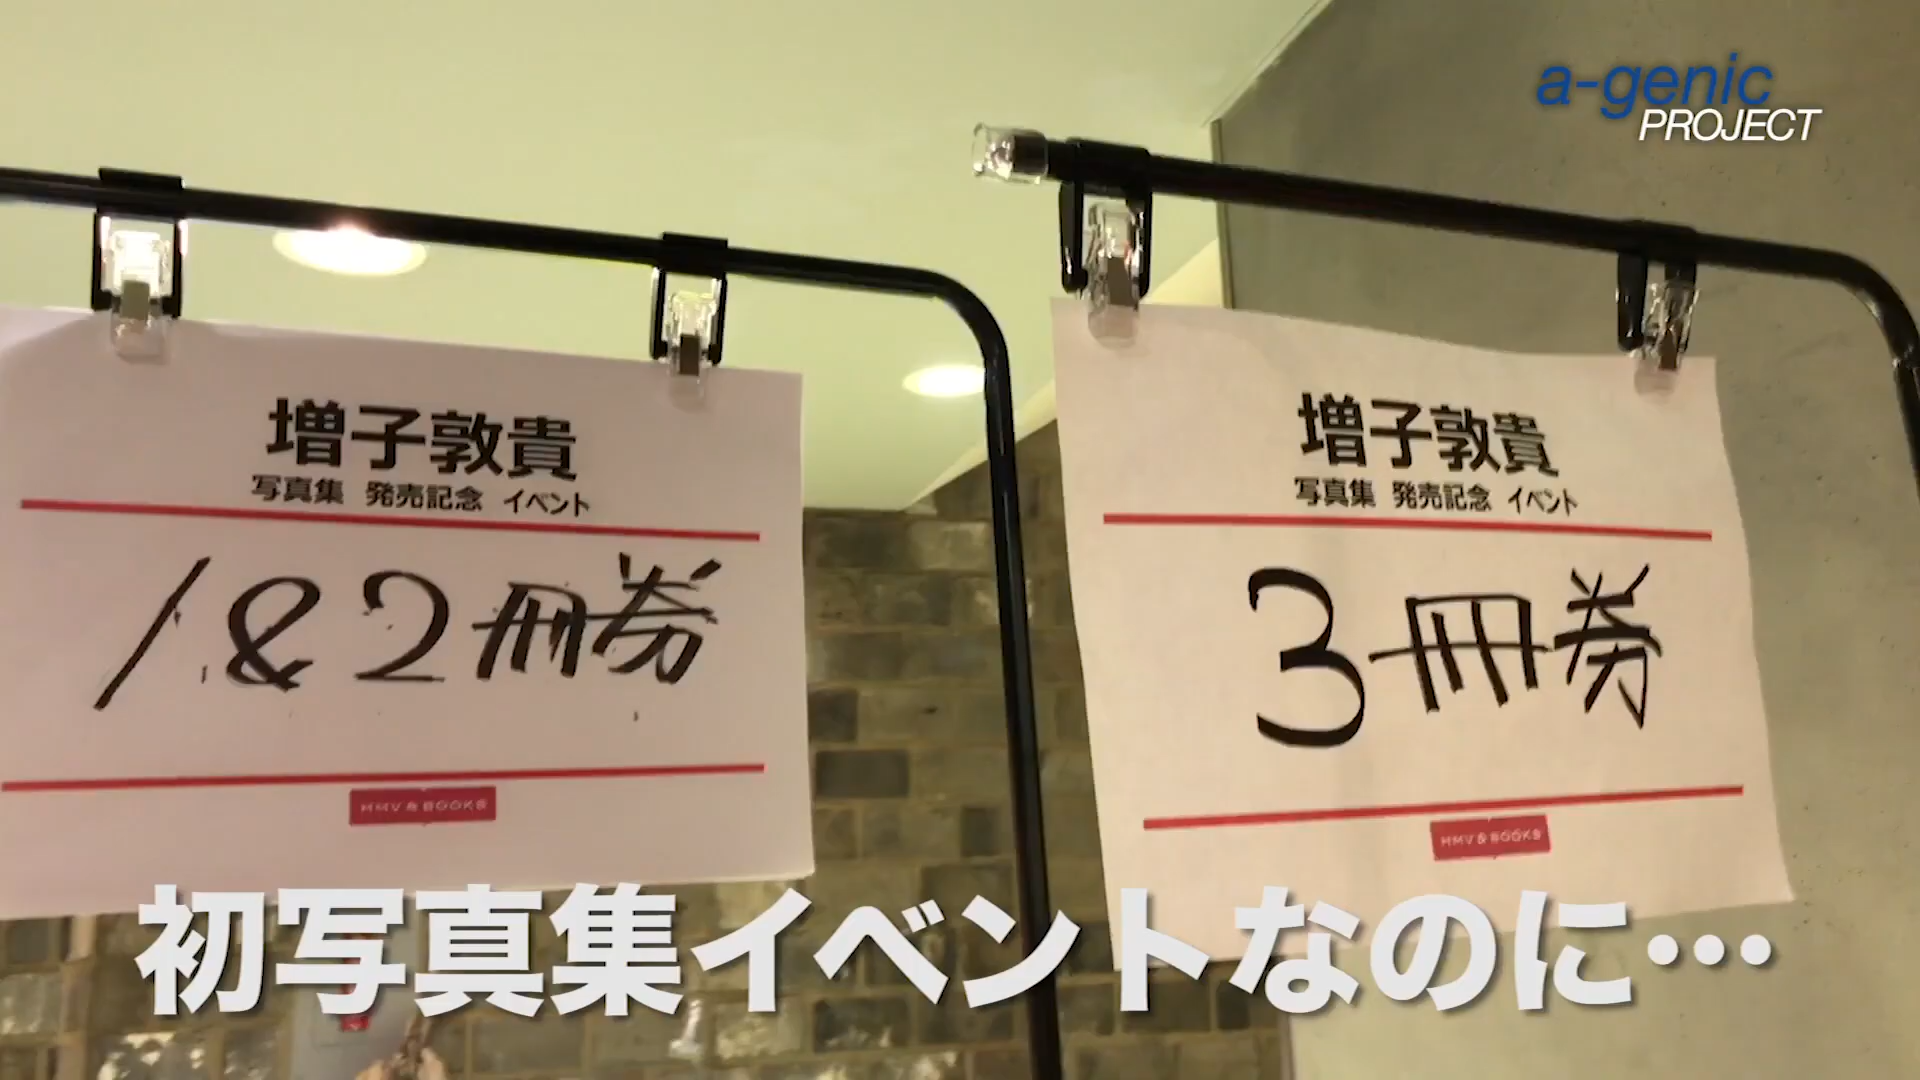 a-genic
PROJECT
増子敦貴
写真集 発売記念 イベント
1&2冊券
HMV&BOOKS
増子敦貴
写真集 発売記念 イベント
3冊券
HMV&BOOKS
初写真集イベントなのに…